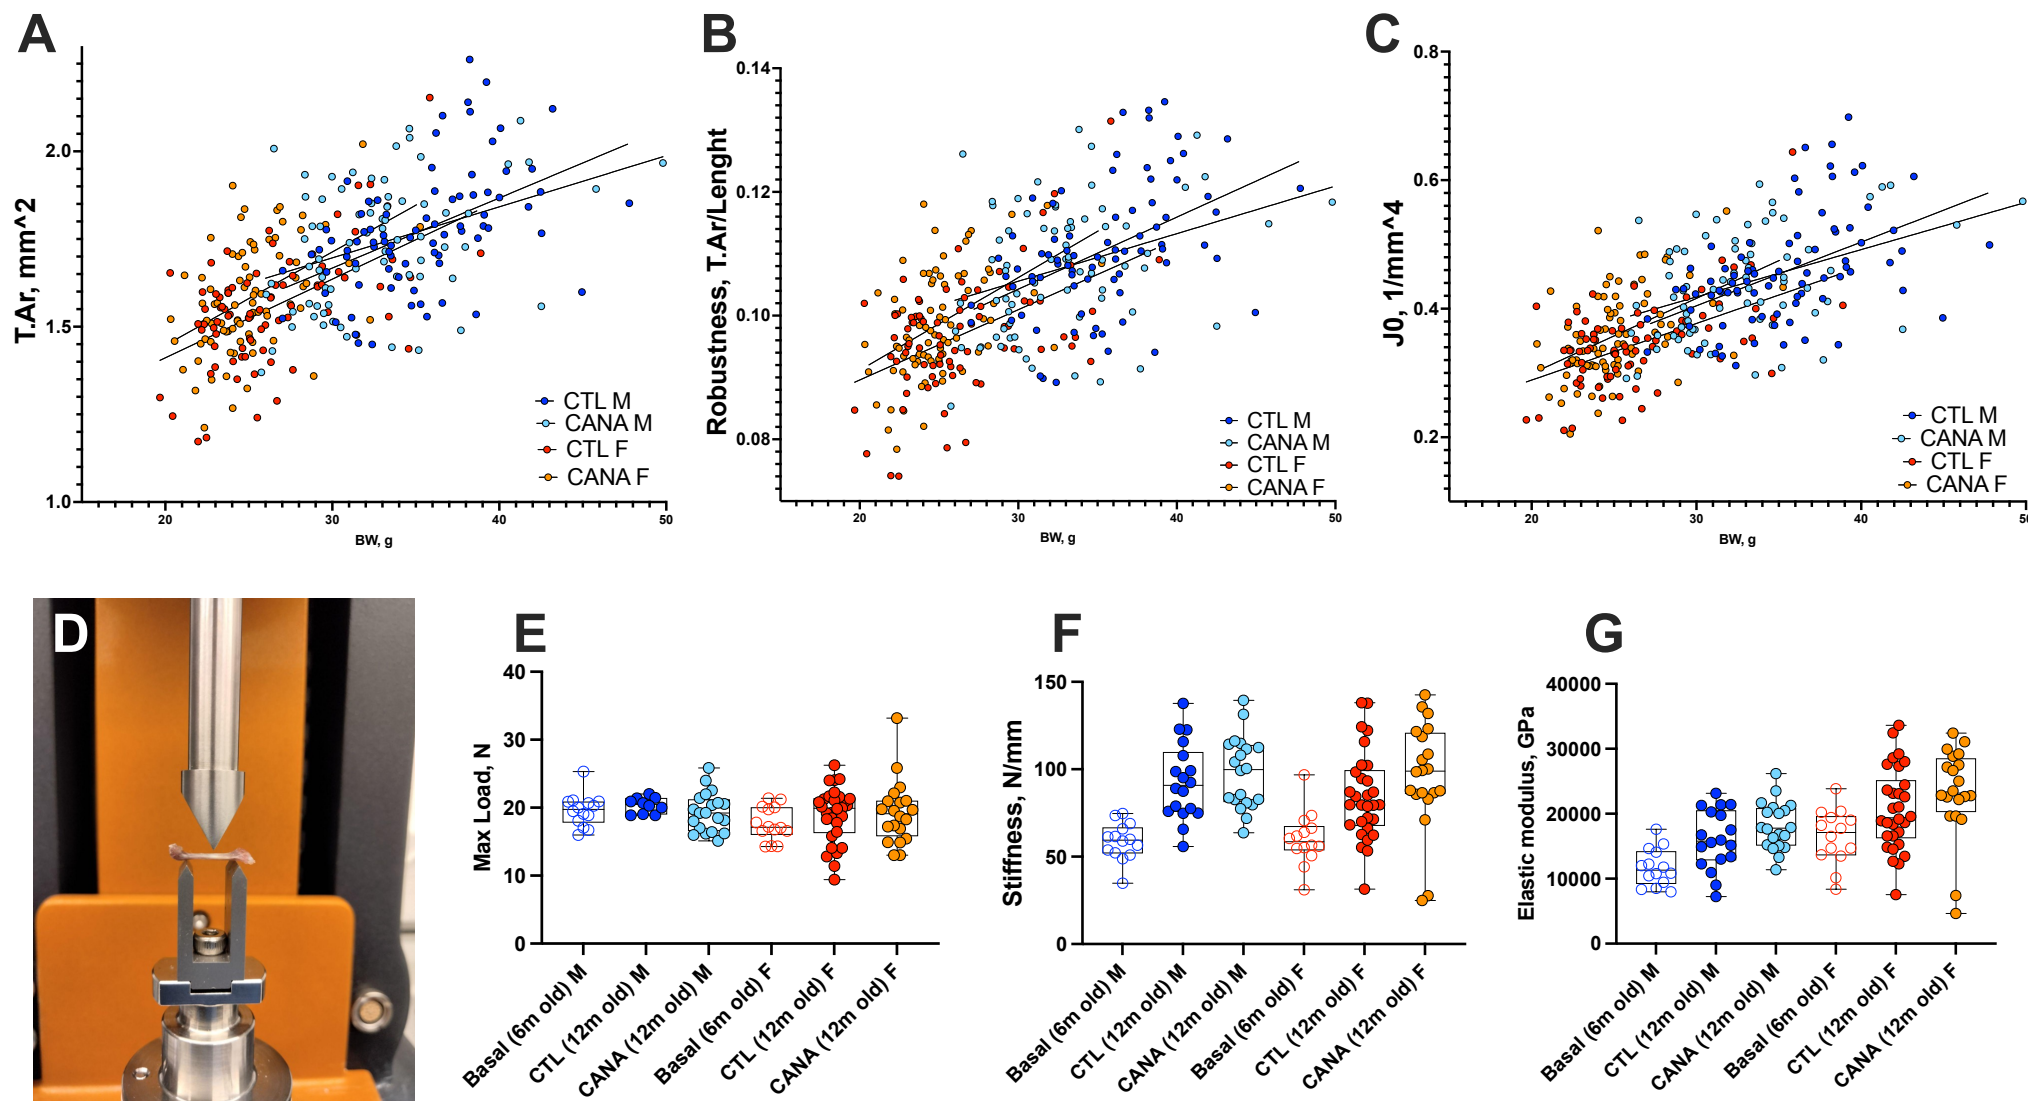 A
T.Ar, mm^2
2.0
1.5
1.0
20
30
40
50
BW, g
CTL M
CANA M
CTL F
CANA F
B
Robustness, T.Ar/Lenght
0.14
0.12
0.10
0.08
20
30
40
50
BW, g
CTL M
CANA M
CTL F
CANA F
C
J0, 1/mm^4
0.8
0.6
0.4
0.2
20
30
40
50
BW, g
CTL M
CANA M
CTL F
CANA F
D
E
Max Load, N
40
30
20
10
0
Basal (6m old) M
CTL (12m old) M
CANA (12m old) M
Basal (6m old) F
CTL (12m old) F
CANA (12m old) F
F
Stiffness, N/mm
150
100
50
0
Basal (6m old) M
CTL (12m old) M
CANA (12m old) M
Basal (6m old) F
CTL (12m old) F
CANA (12m old) F
G
Elastic modulus, GPa
40000
30000
20000
10000
0
Basal (6m old) M
CTL (12m old) M
CANA (12m old) M
Basal (6m old) F
CTL (12m old) F
CANA (12m old) F